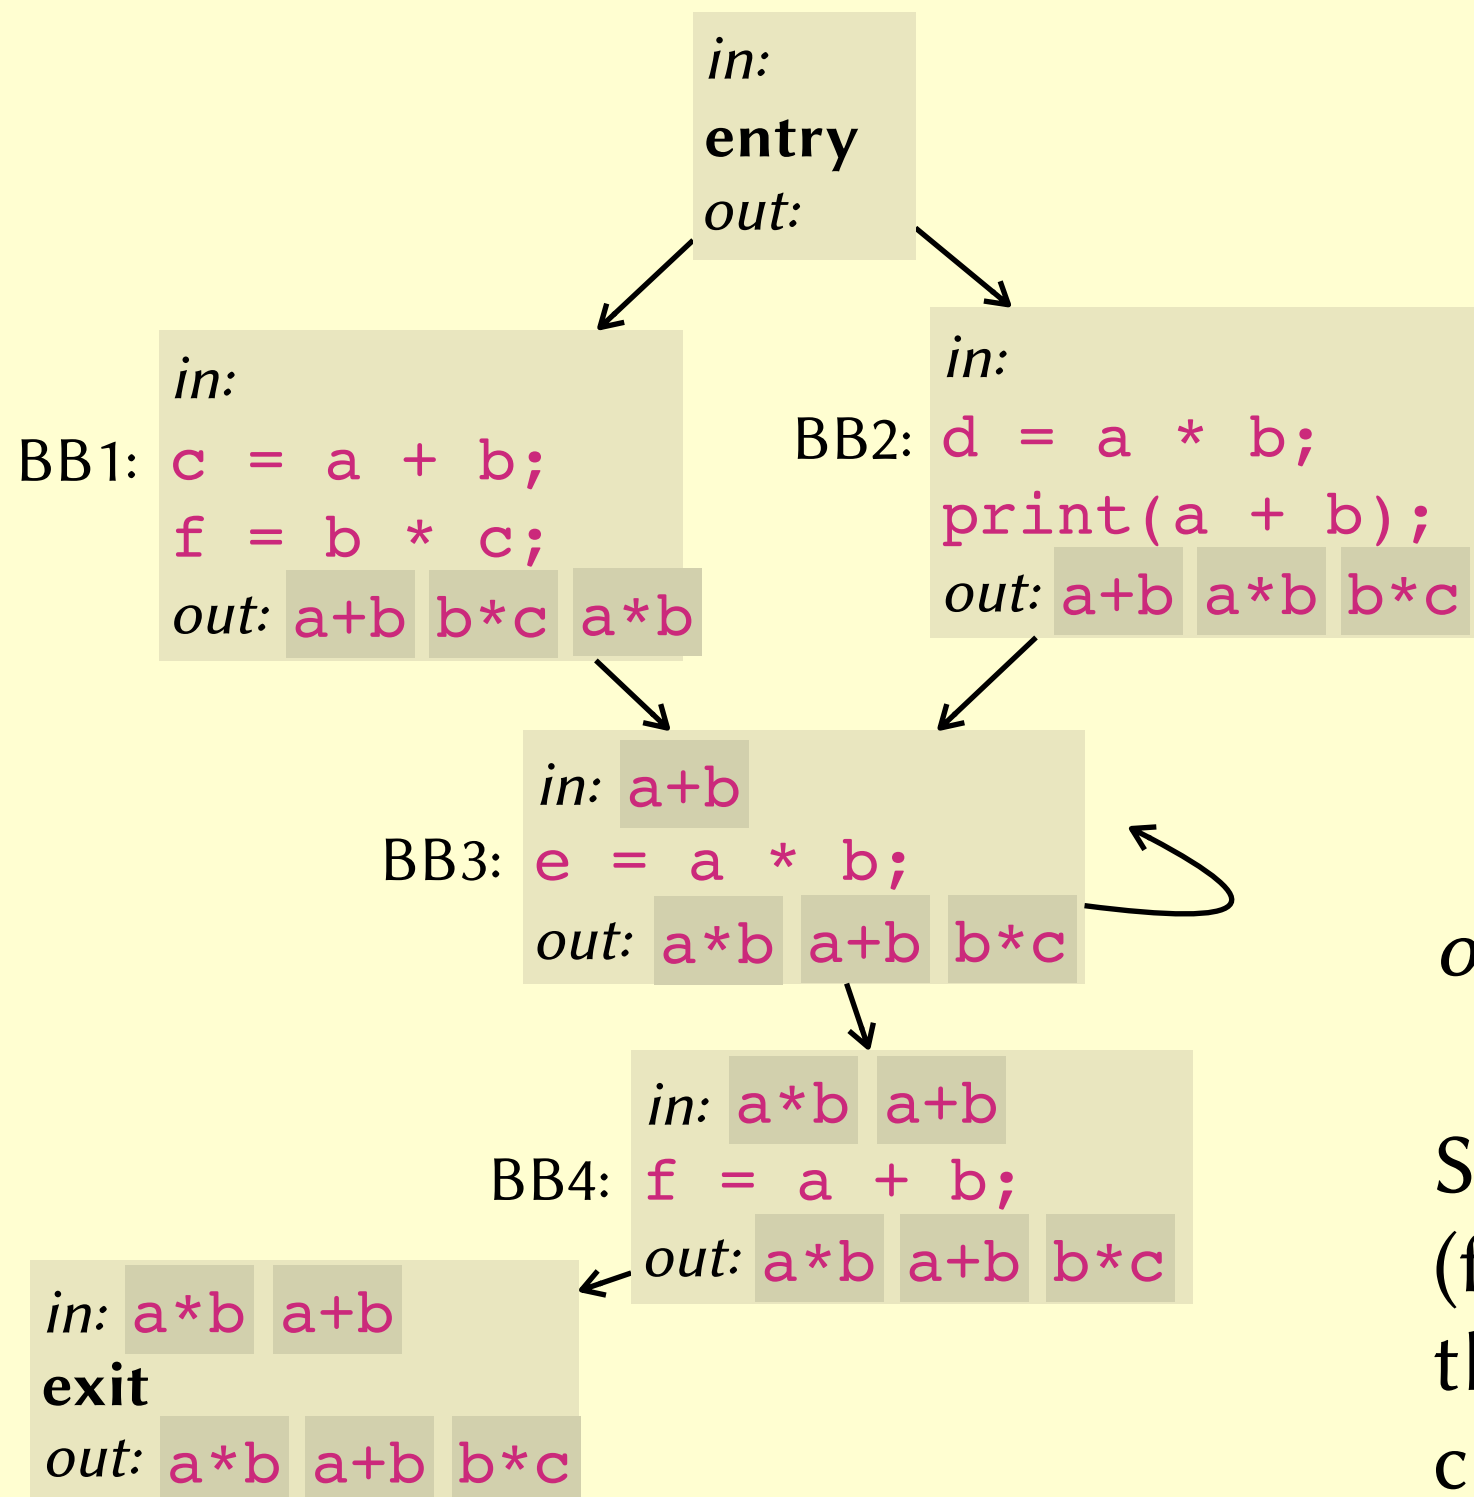 in:
entry
out:
in:
BB1: c = a + b;
f = b * c;
out: a+b b*c a*b
in:
BB2: d = a * b;
print(a + b);
out: a+b a*b b*c
in: a+b
BB3: e = a * b;
out: a*b a+b b*c
in: a*b a+b
BB4: f = a + b;
out: a*b a+b b*c
in: a*b a+b
exit
out: a*b a+b b*c